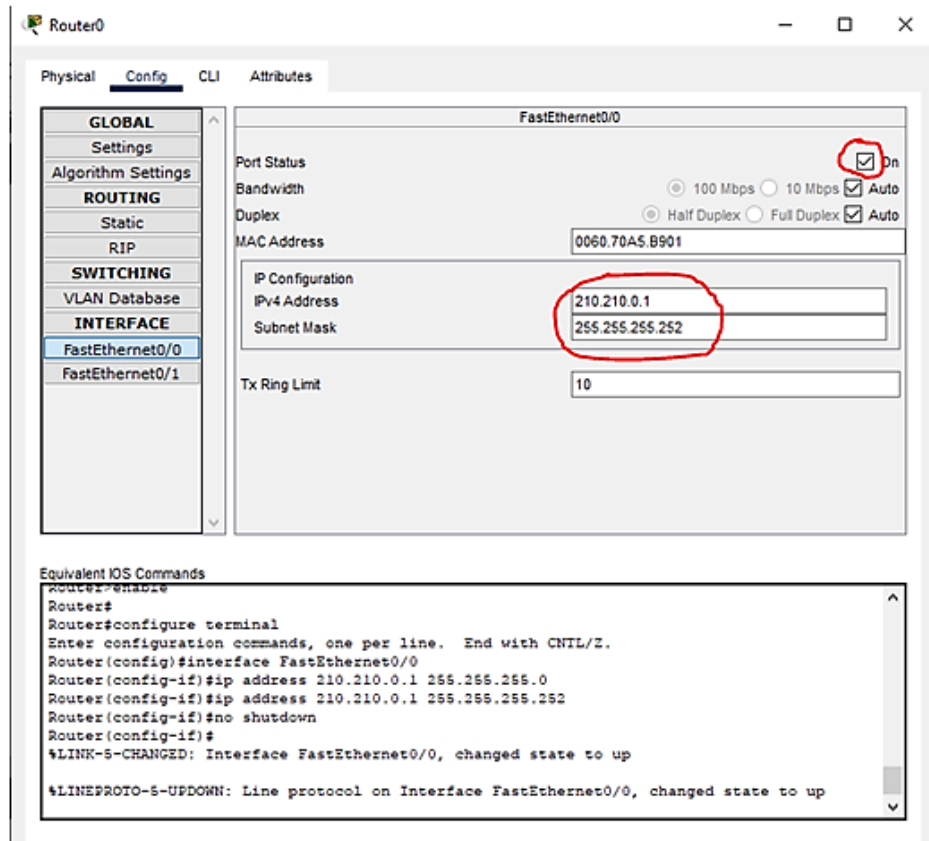 Router0
Physical Config CLI Attributes
GLOBAL
Settings
Algorithm Settings
ROUTING
Static
RIP
SWITCHING
VLAN Database
INTERFACE
FastEthernet0/0
FastEthernet0/1
FastEthernet0/0
Port Status On
Bandwidth 100 Mbps 10 Mbps Auto
Duplex Half Duplex Full Duplex Auto
MAC Address 0060.70A5.B901
IP Configuration
IPv4 Address 210.210.0.1
Subnet Mask 255.255.255.252
Tx Ring Limit 10
Equivalent IOS Commands
Router>enable
Router#
Router#configure terminal
Enter configuration commands, one per line. End with CNTL/Z.
Router(config)#interface FastEthernet0/0
Router(config-if)#ip address 210.210.0.1 255.255.255.0
Router(config-if)#ip address 210.210.0.1 255.255.255.252
Router(config-if)#no shutdown
Router(config-if)#
%LINK-5-CHANGED: Interface FastEthernet0/0, changed state to up
%LINEPROTO-5-UPDOWN: Line protocol on Interface FastEthernet0/0, changed state to up